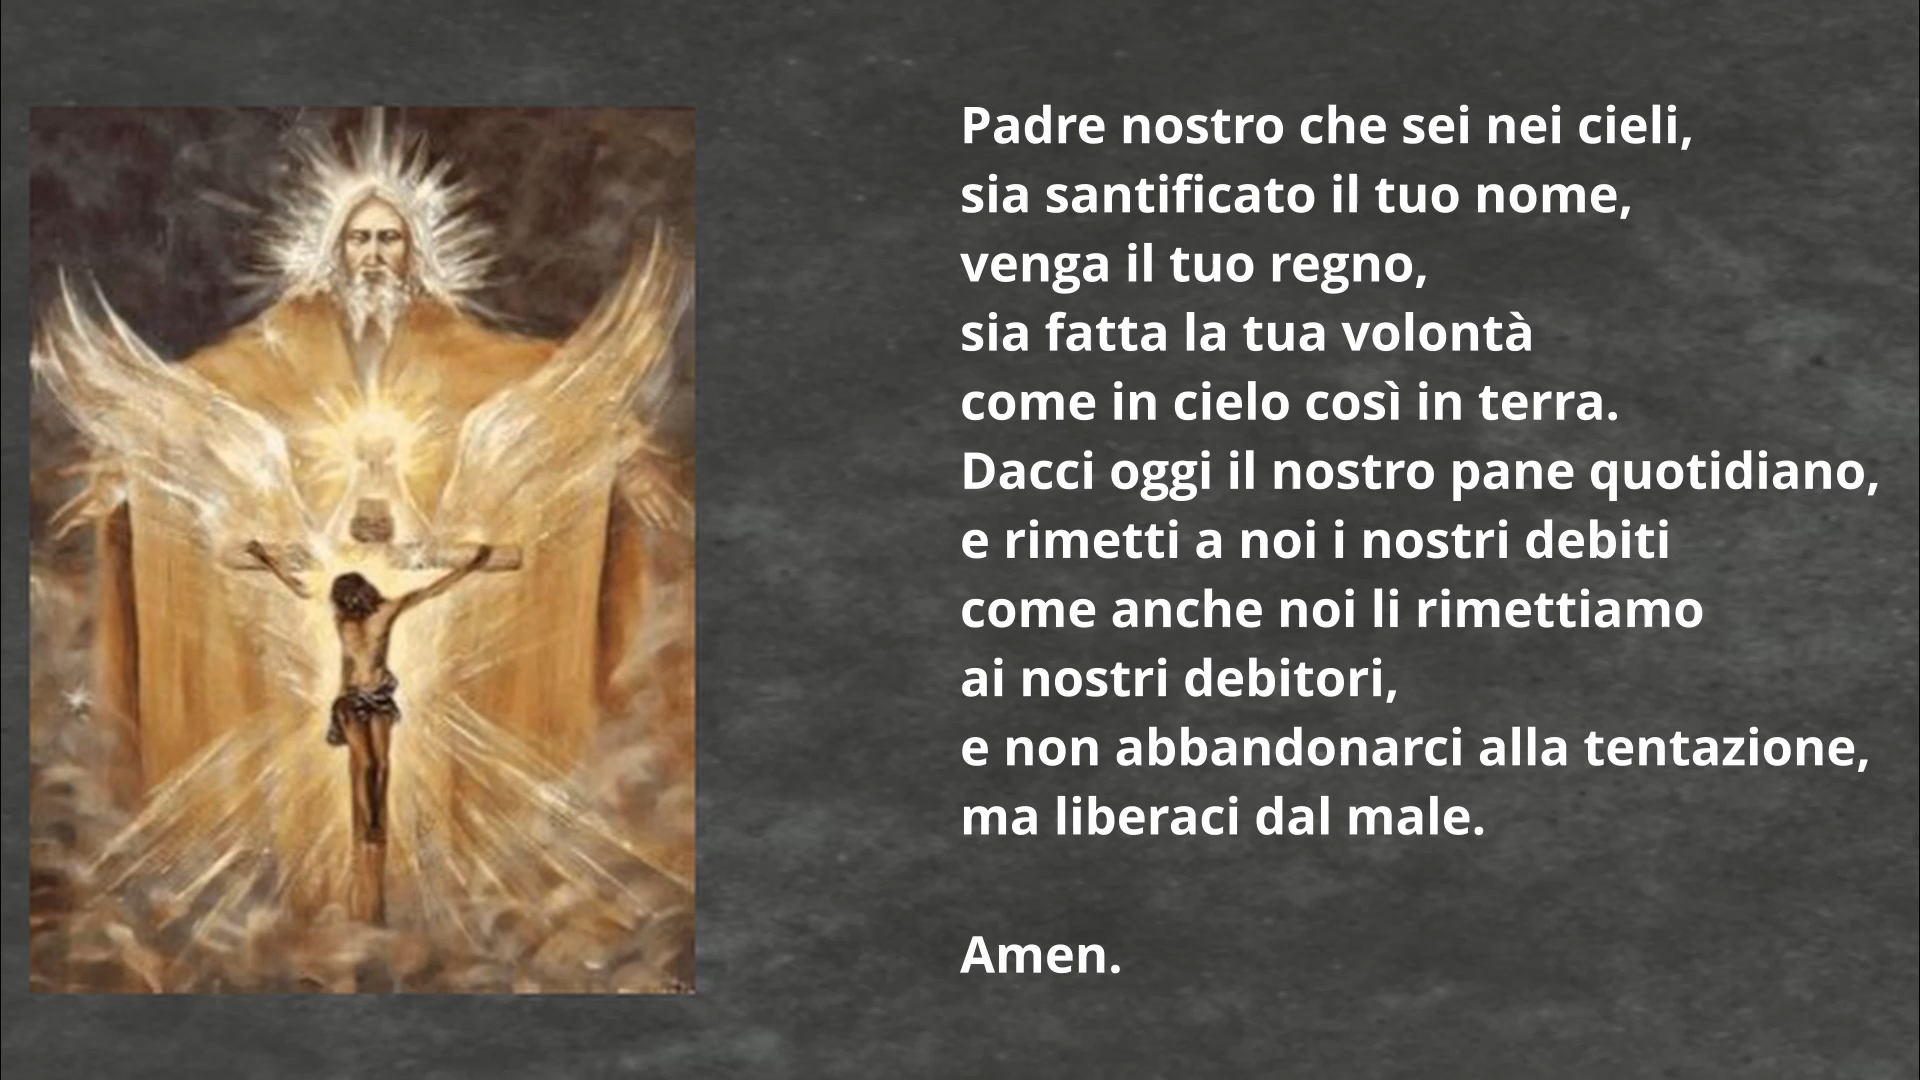 Padre nostro che sei nei cieli,
sia santificato il tuo nome,
venga il tuo regno,
sia fatta la tua volontà
come in cielo così in terra.
Dacci oggi il nostro pane quotidiano,
e rimetti a noi i nostri debiti
come anche noi li rimettiamo
ai nostri debitori,
e non abbandonarci alla tentazione,
ma liberaci dal male.
Amen.